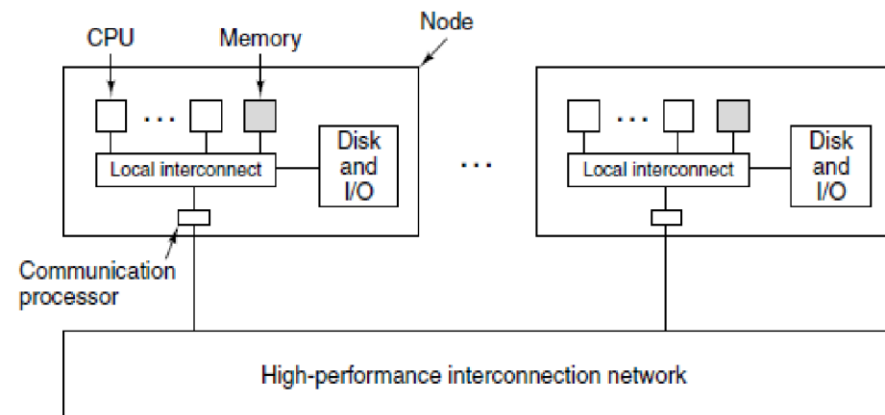 Node
CPU
Memory
...
...
...
Disk
and
I/O
Disk
and
I/O
Local interconnect
Local interconnect
Communication
processor
High-performance interconnection network